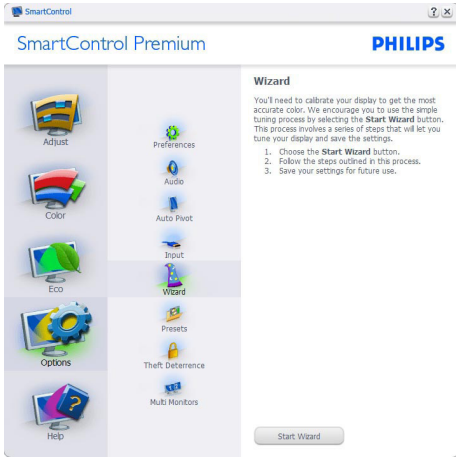 SmartControl
SmartControl Premium
PHILIPS
Adjust
Color
Eco
Options
Help
Preferences
Audio
Auto Pivot
Input
Wizard
Presets
Theft Deterrence
Multi Monitors
Wizard
You'll need to calibrate your display to get the most
accurate color. We encourage you to use the simple
tuning process by selecting the Start Wizard button.
This process involves a series of steps that will let you
tune your display and save the settings.
1. Choose the Start Wizard button.
2. Follow the steps outlined in this process.
3. Save your settings for future use.
Start Wizard